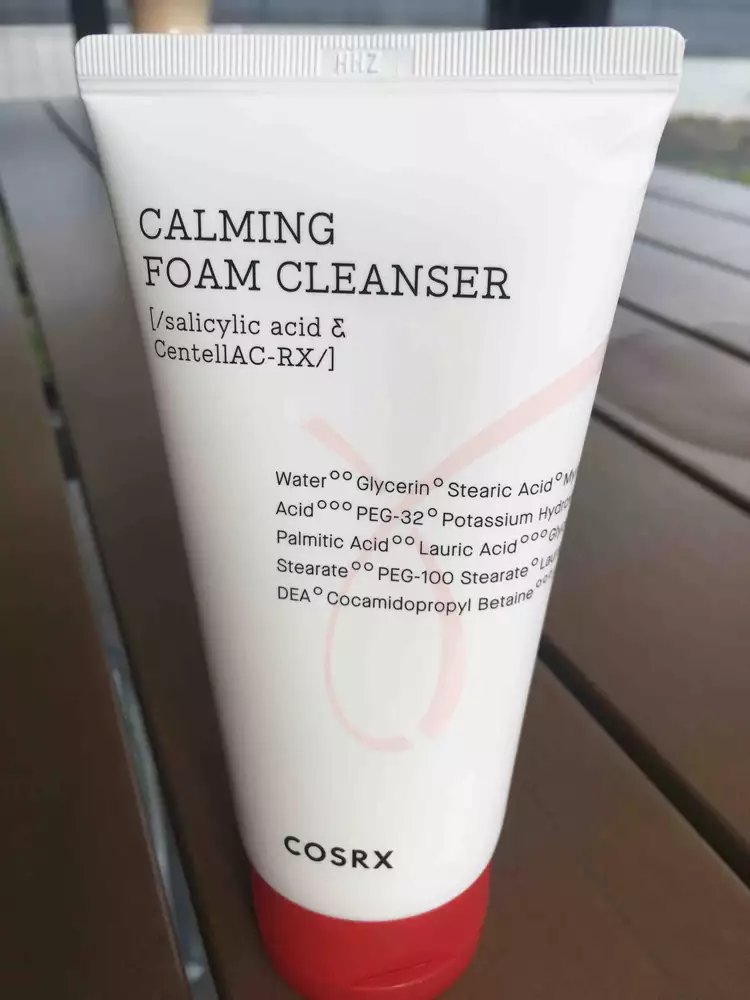 HHZ
CALMING
FOAM CLEANSER
[/salicylic acid &
CentellAC-RX/]
Water°° Glycerin° Stearic Acid°
Acid°°° PEG-32° Potassium
Palmitic Acid°° Lauric Acid°°°
Stearate°° PEG-100 Stearate°
DEA° Cocamidopropyl Betaine°°
COSRX